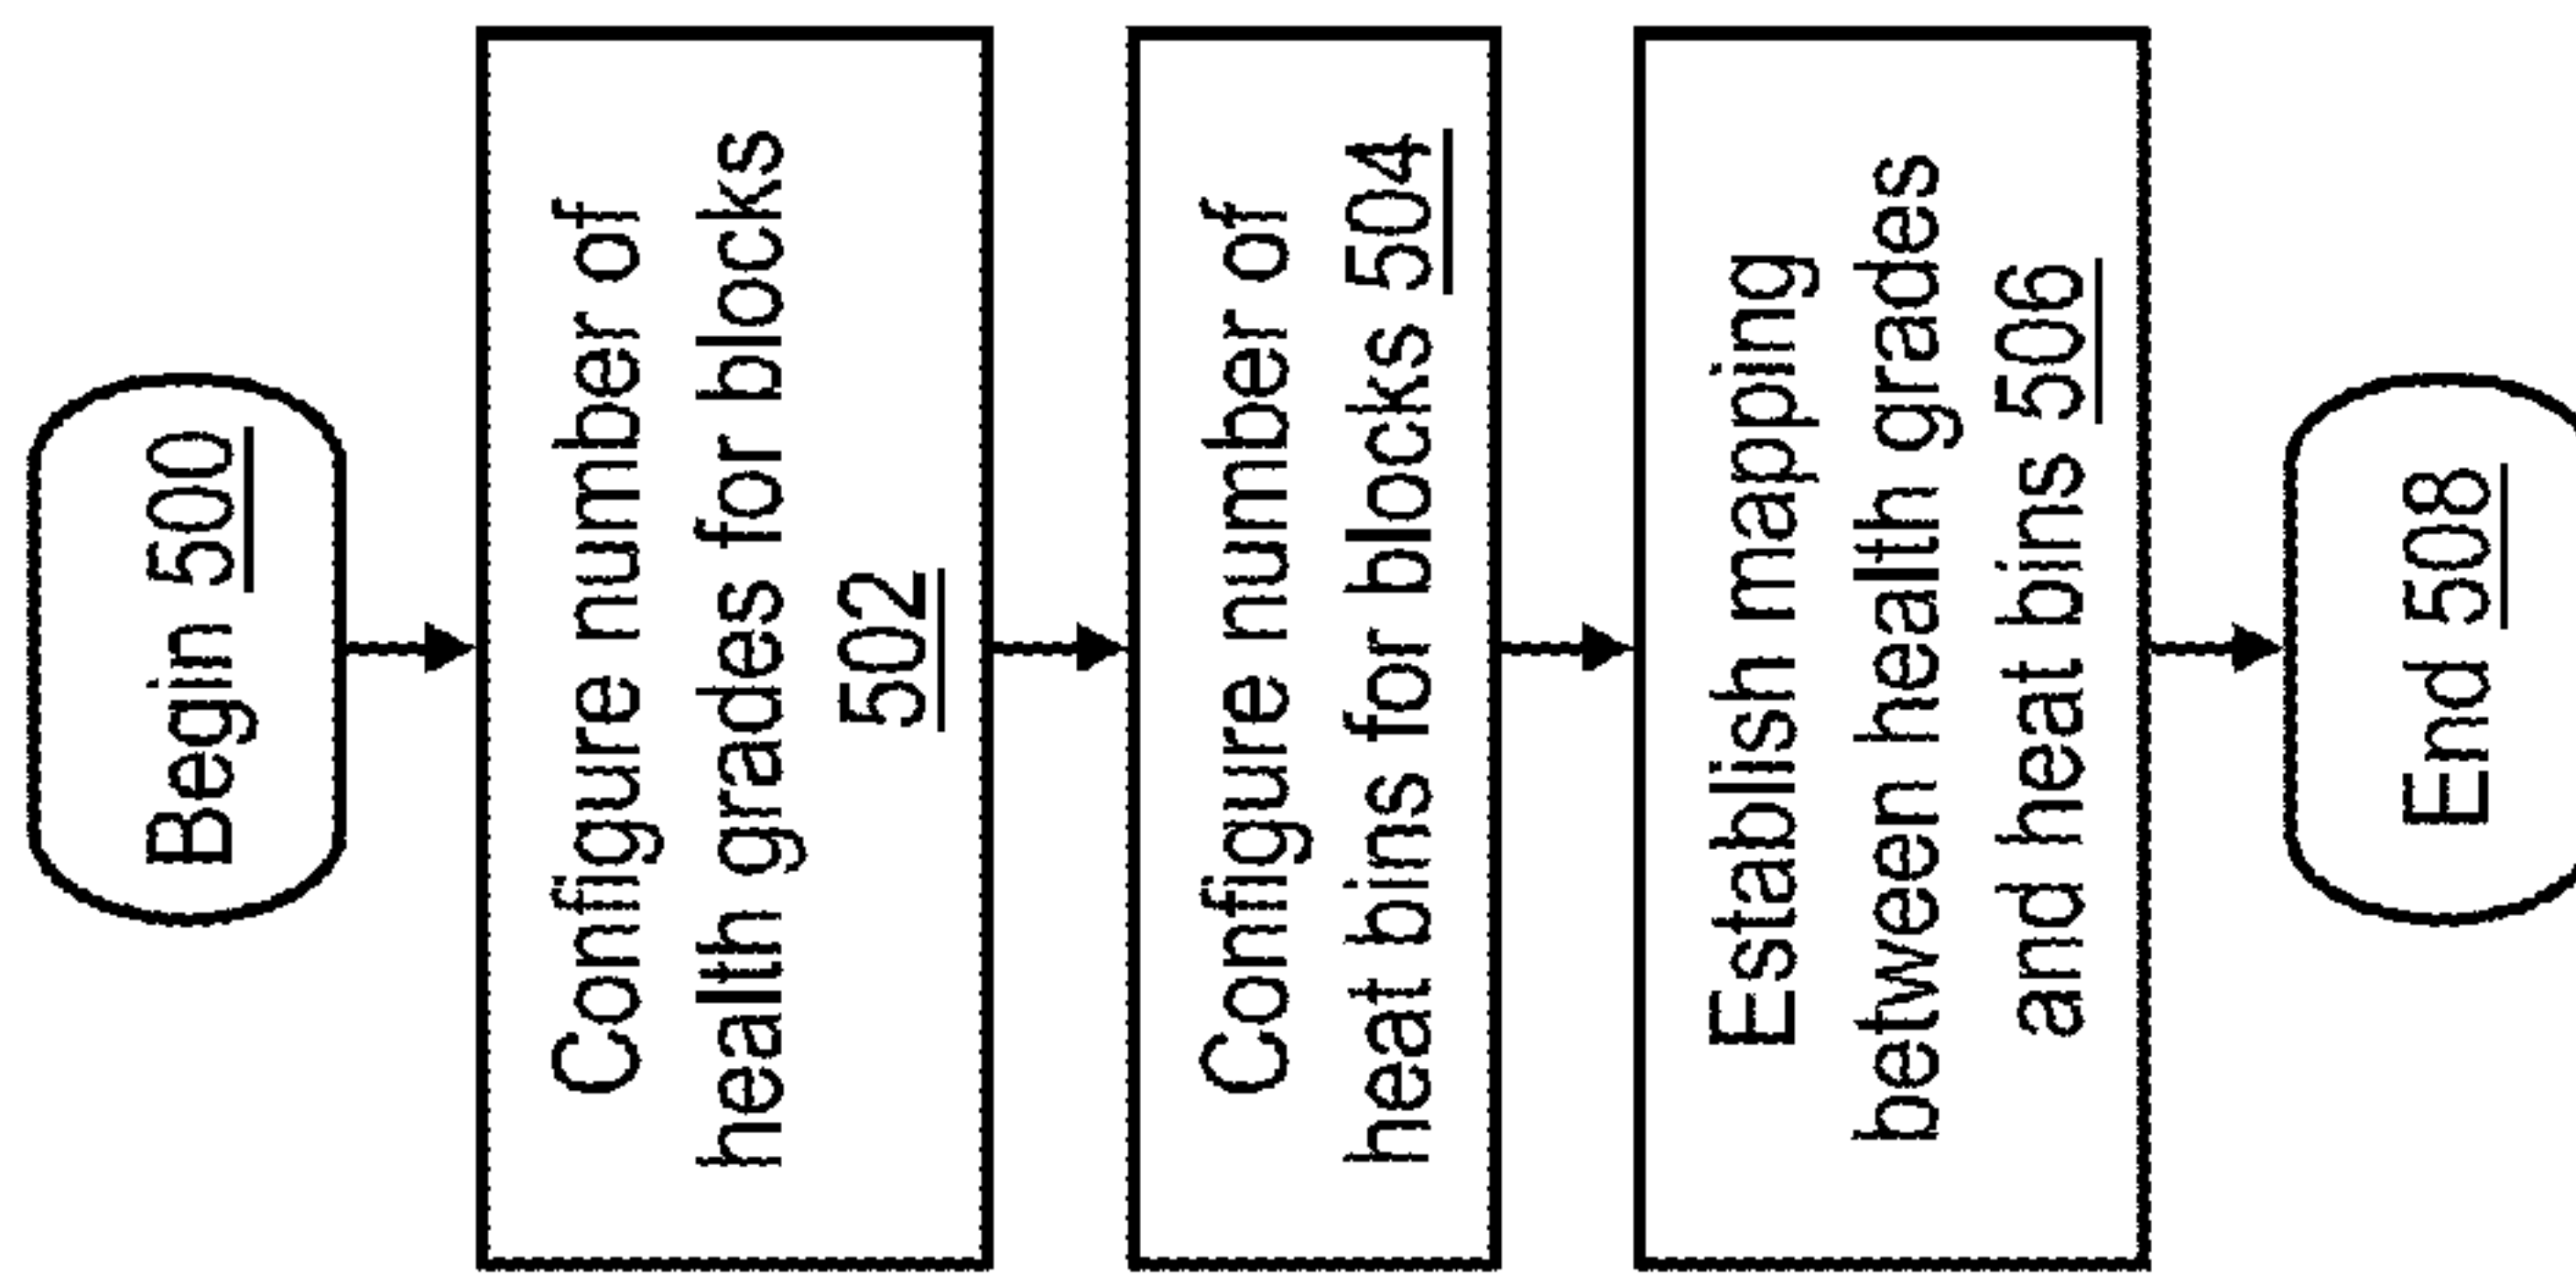 Begin 500
Configure number of
health grades for blocks
502
Configure number of
heat bins for blocks 504
Establish mapping
between health grades
and heat bins 506
End 508